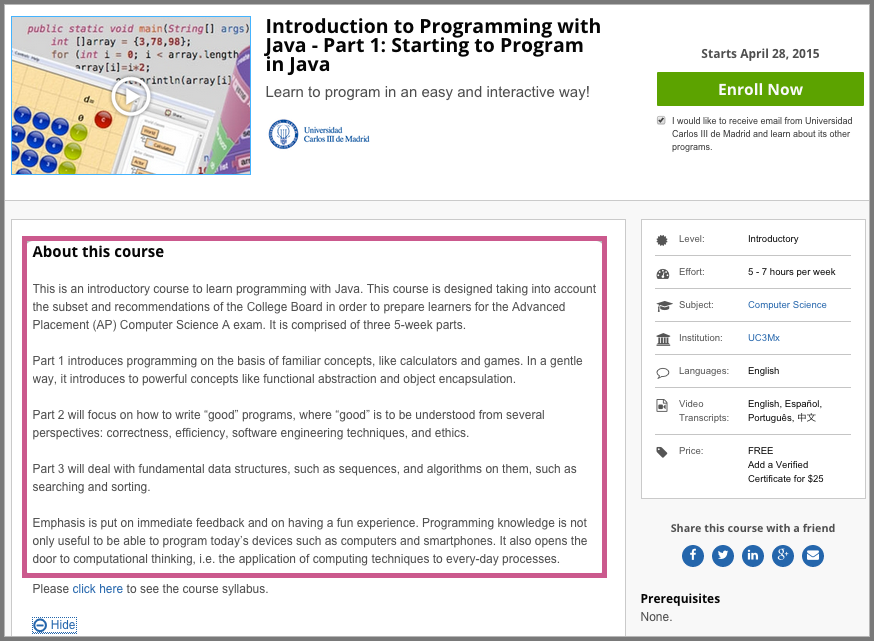 public static void main(String[] args)
int []array = {3,78,98};
for (int i = 0; i < array.length
array[i]=i*2;
println(array[i]
d=
θ
c
Introduction to Programming with
Java - Part 1: Starting to Program
in Java
Learn to program in an easy and interactive way!
Universidad
Carlos III de Madrid
Starts April 28, 2015
Enroll Now
I would like to receive email from Universidad
Carlos III de Madrid and learn about its other
programs.
About this course
This is an introductory course to learn programming with Java. This course is designed taking into account
the subset and recommendations of the College Board in order to prepare learners for the Advanced
Placement (AP) Computer Science A exam. It is comprised of three 5-week parts.
Part 1 introduces programming on the basis of familiar concepts, like calculators and games. In a gentle
way, it introduces to powerful concepts like functional abstraction and object encapsulation.
Part 2 will focus on how to write “good” programs, where “good” is to be understood from several
perspectives: correctness, efficiency, software engineering techniques, and ethics.
Part 3 will deal with fundamental data structures, such as sequences, and algorithms on them, such as
searching and sorting.
Emphasis is put on immediate feedback and on having a fun experience. Programming knowledge is not
only useful to be able to program today’s devices such as computers and smartphones. It also opens the
door to computational thinking, i.e. the application of computing techniques to every-day processes.
Please click here to see the course syllabus.
Hide
Level: Introductory
Effort: 5 - 7 hours per week
Subject: Computer Science
Institution: UC3Mx
Languages: English
Video English, Español,
Transcripts: Português, 中文
Price: FREE
Add a Verified
Certificate for $25
Share this course with a friend
Prerequisites
None.